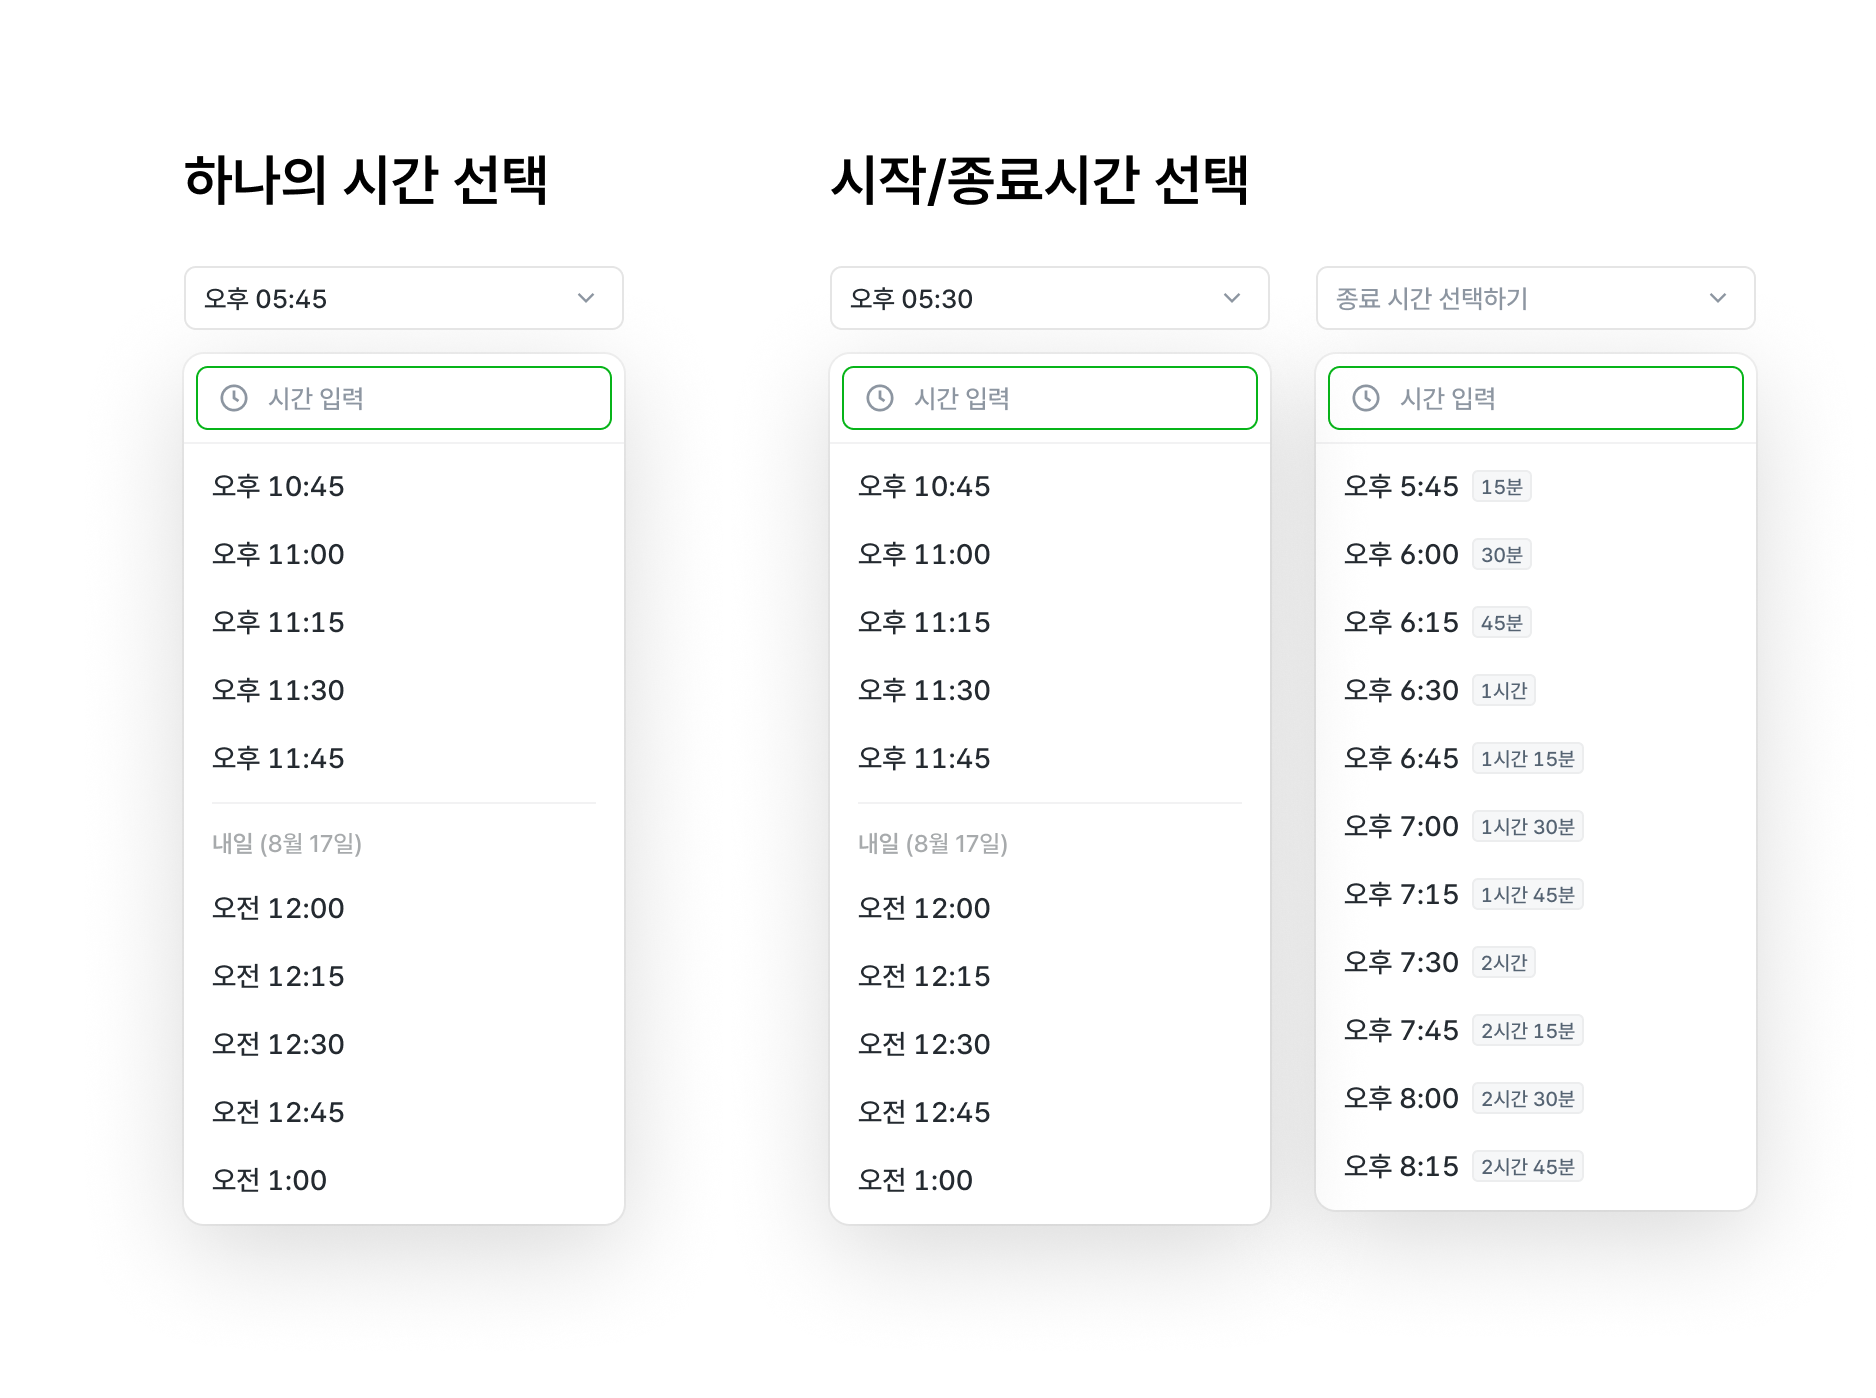 하나의 시간 선택
오후 05:45
시간 입력
오후 10:45
오후 11:00
오후 11:15
오후 11:30
오후 11:45
내일 (8월 17일)
오전 12:00
오전 12:15
오전 12:30
오전 12:45
오전 1:00
시작/종료시간 선택
오후 05:30
시간 입력
오후 10:45
오후 11:00
오후 11:15
오후 11:30
오후 11:45
내일 (8월 17일)
오전 12:00
오전 12:15
오전 12:30
오전 12:45
오전 1:00
종료 시간 선택하기
시간 입력
오후 5:45 15분
오후 6:00 30분
오후 6:15 45분
오후 6:30 1시간
오후 6:45 1시간 15분
오후 7:00 1시간 30분
오후 7:15 1시간 45분
오후 7:30 2시간
오후 7:45 2시간 15분
오후 8:00 2시간 30분
오후 8:15 2시간 45분